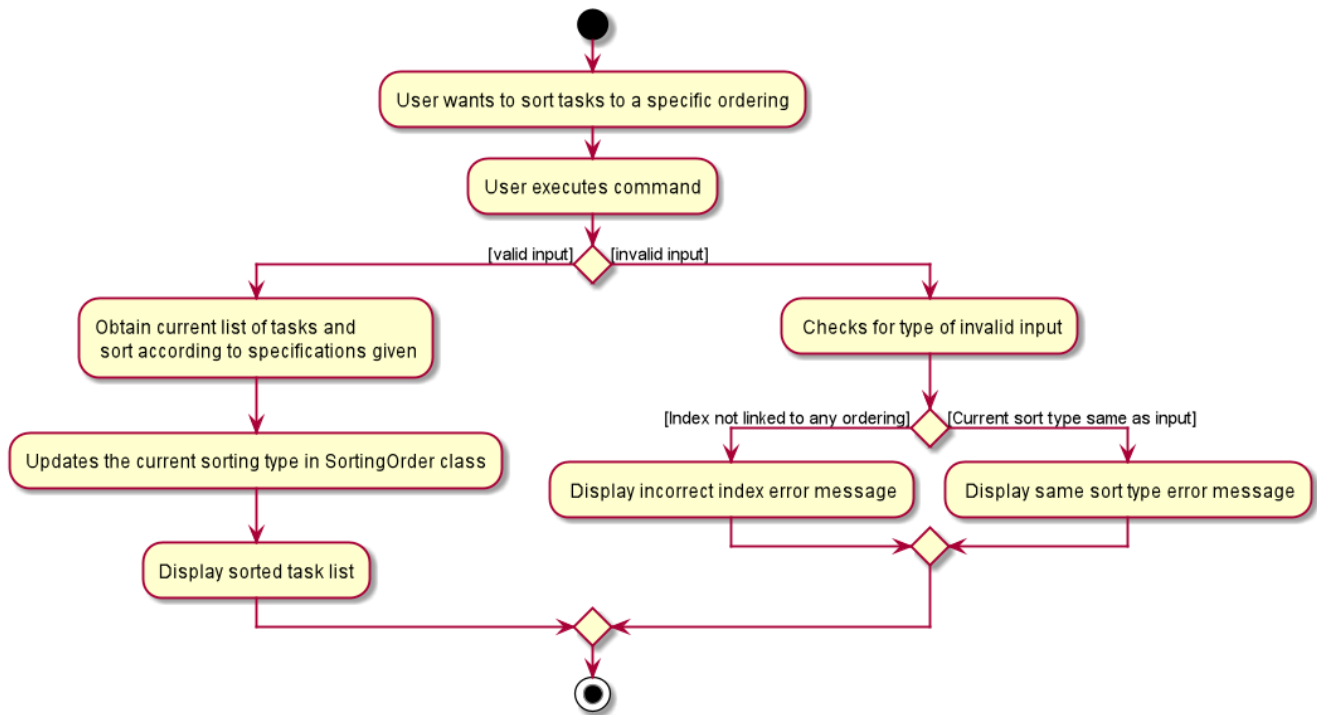 User wants to sort tasks to a specific ordering
User executes command
[valid input]
[invalid input]
Obtain current list of tasks and
sort according to specifications given
Checks for type of invalid input
[Index not linked to any ordering]
[Current sort type same as input]
Updates the current sorting type in SortingOrder class
Display incorrect index error message
Display same sort type error message
Display sorted task list